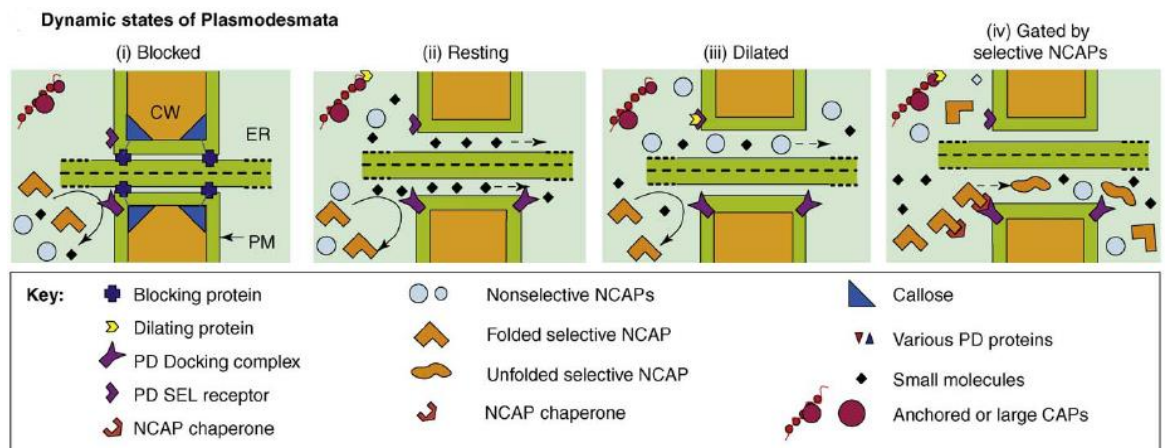 Dynamic states of Plasmodesmata
(i) Blocked
(ii) Resting
(iii) Dilated
(iv) Gated by
selective NCAPs
CW
ER
PM
Key:
Blocking protein
Dilating protein
PD Docking complex
PD SEL receptor
NCAP chaperone
Nonselective NCAPs
Folded selective NCAP
Unfolded selective NCAP
NCAP chaperone
Callose
Various PD proteins
Small molecules
Anchored or large CAPs